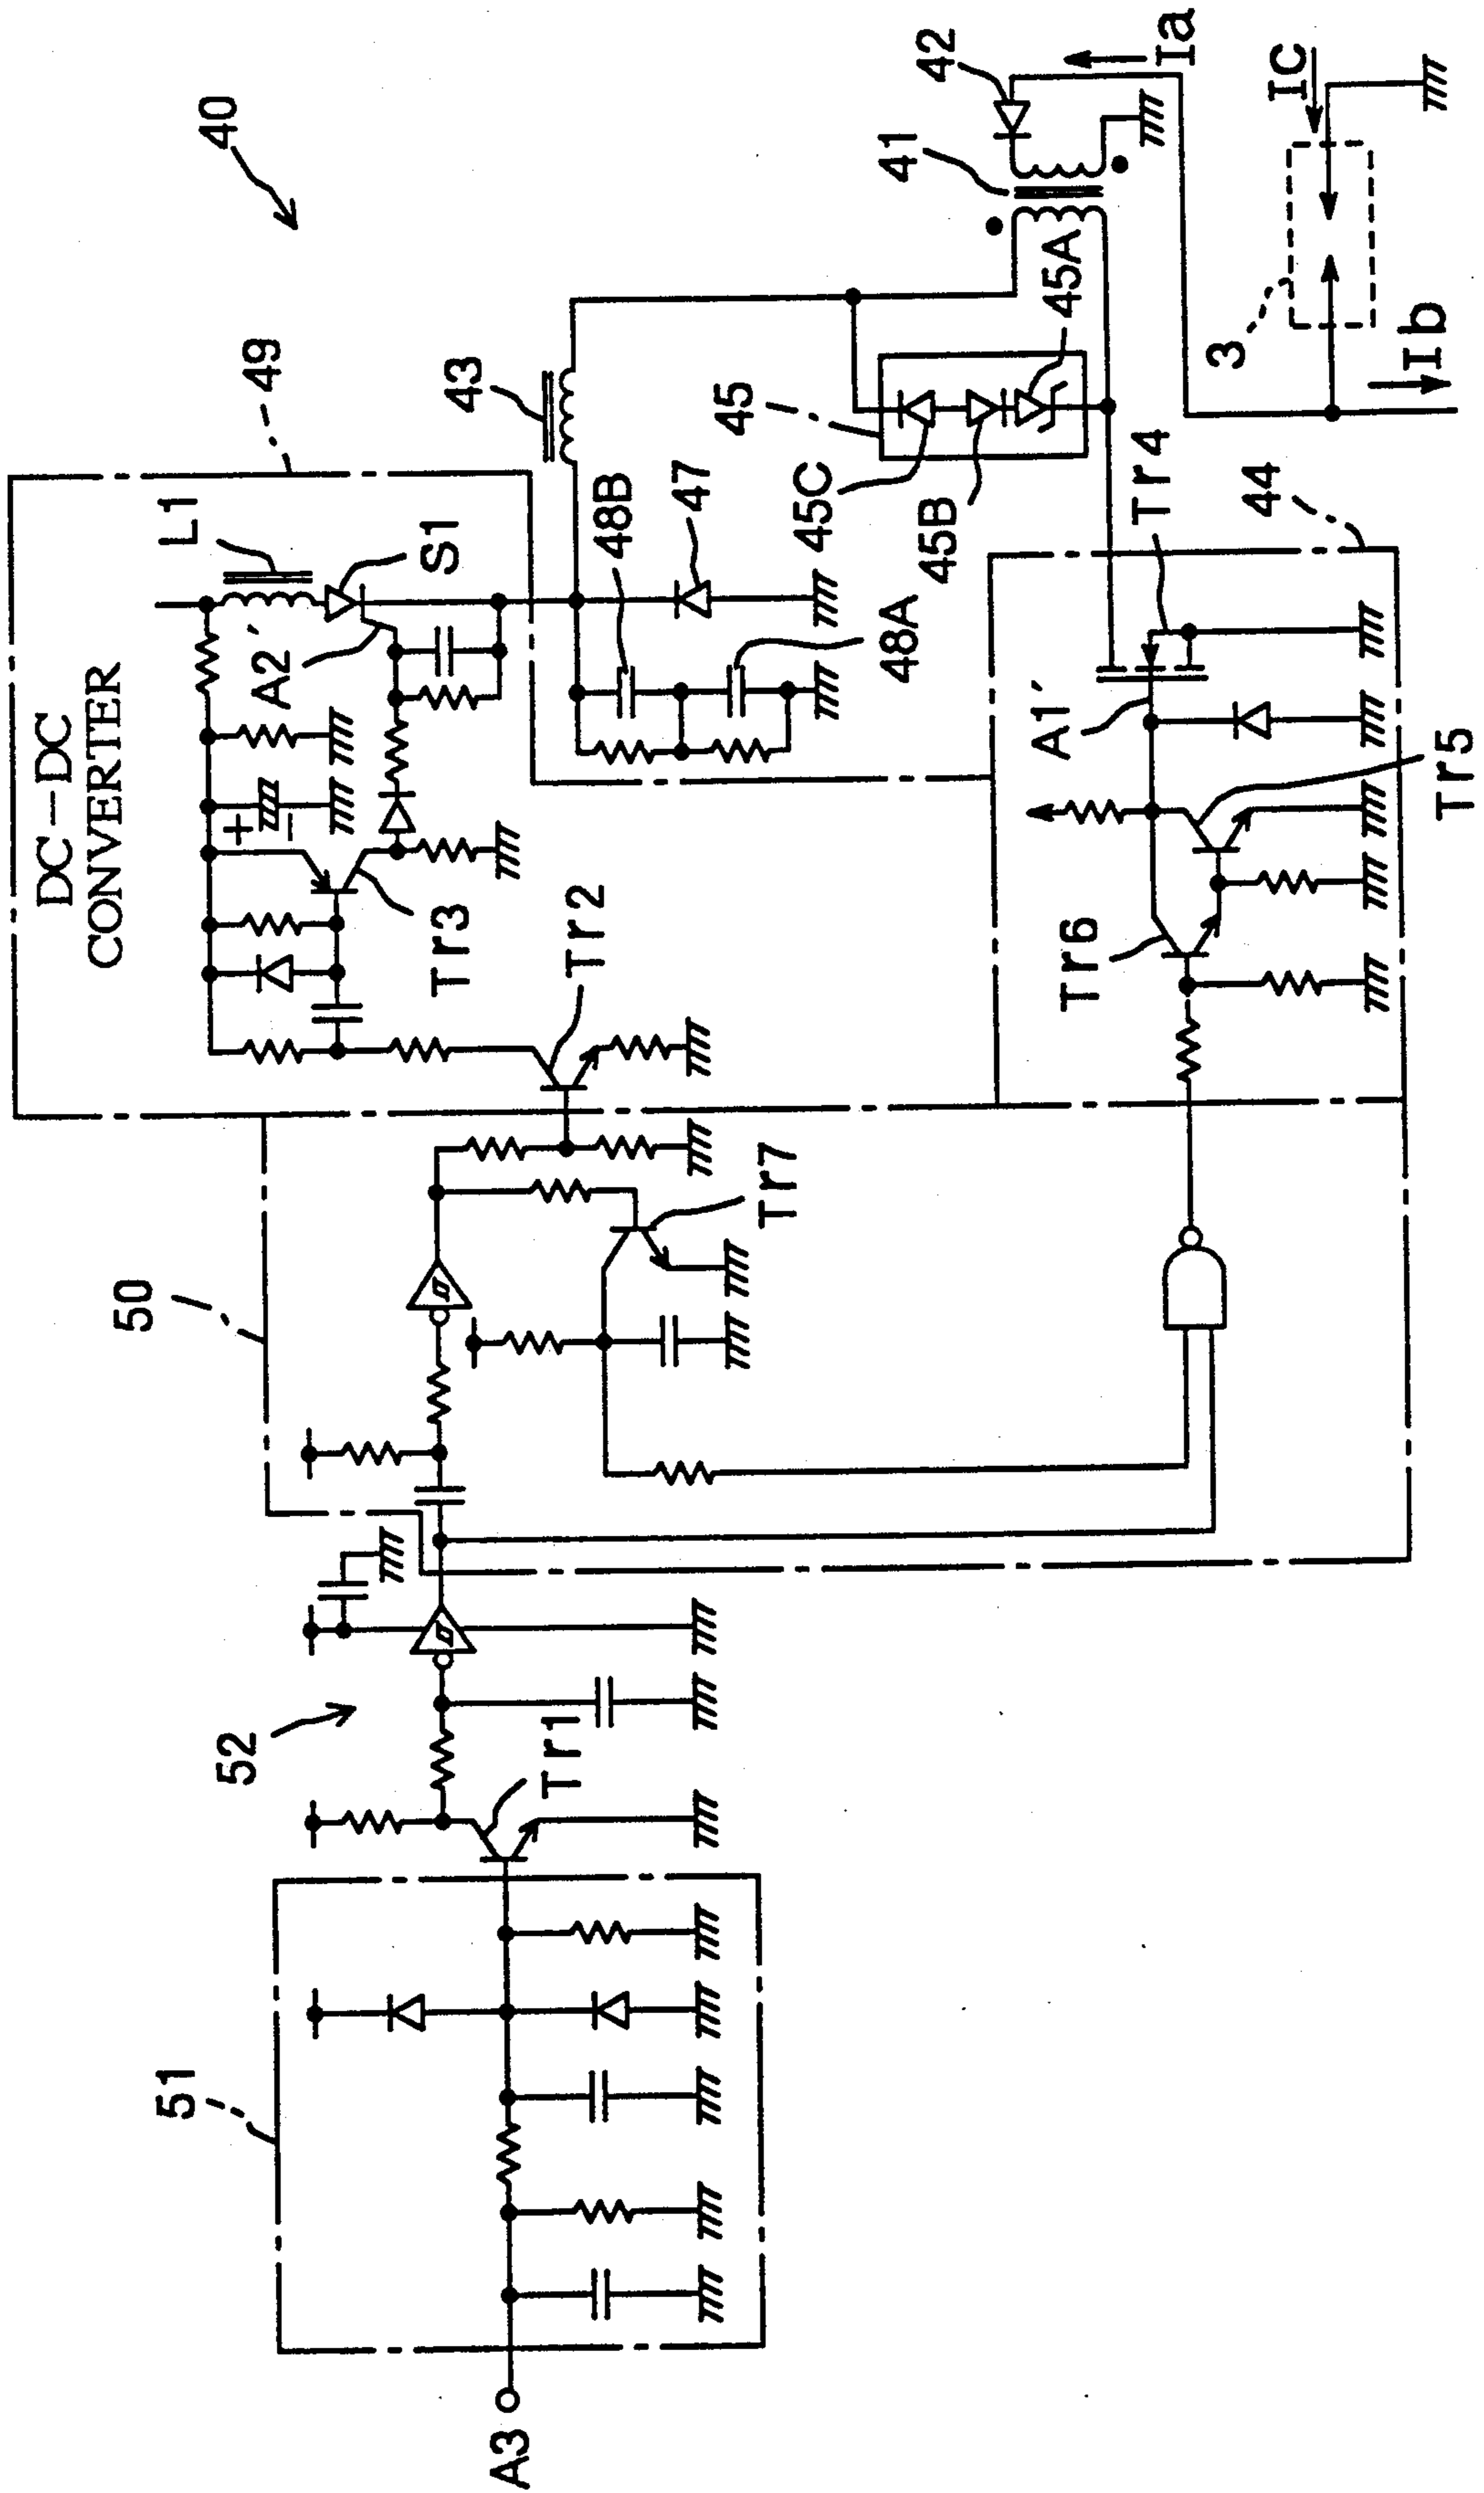 40
DC-DC
CONVERTER
49
L1
A2'
S1
43
42
41
Ia
IC
45A
3
Ib
45
45C
45B
47
48B
48A
Tr4
44
A1'
Tr5
Tr6
Tr3
Tr2
Tr7
50
52
Tr1
51
A3